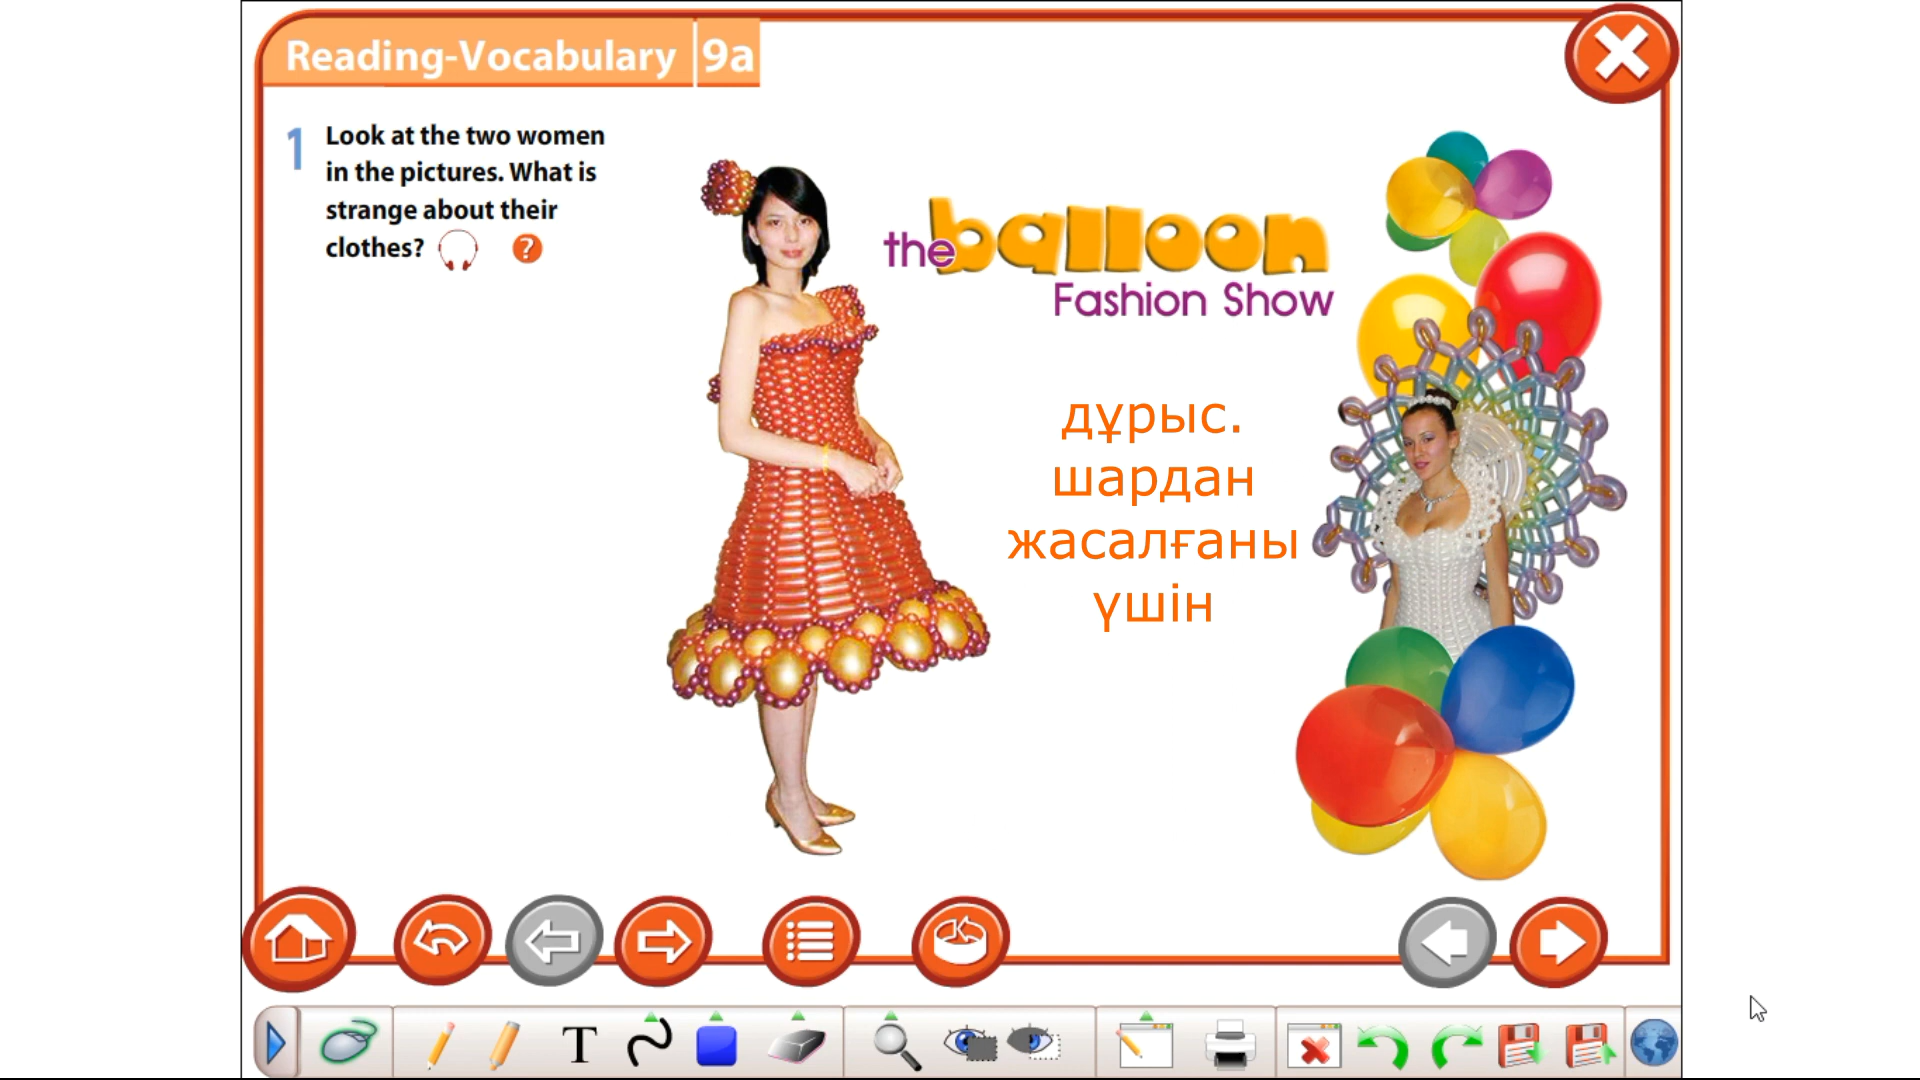 Reading-Vocabulary 9a
1 Look at the two women
in the pictures. What is
strange about their
clothes? ?
the balloon
Fashion Show
дұрыс.
шардан
жасалғаны
үшін
T